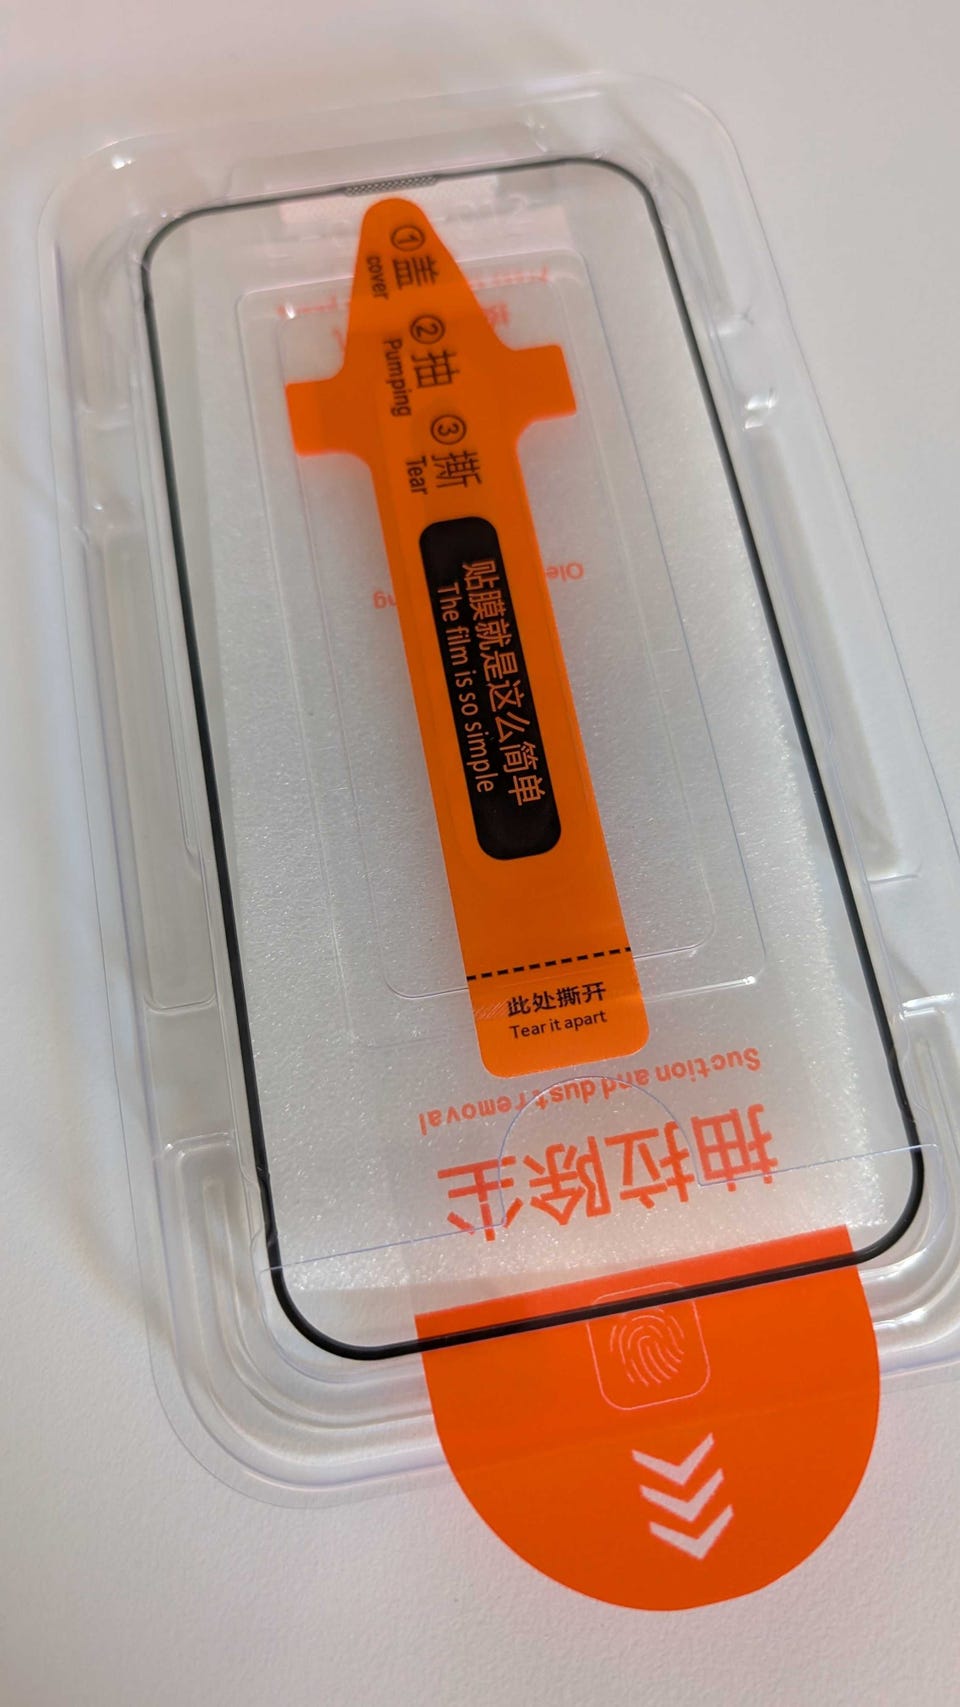 ①盖
cover
②抽
Pumping
③撕
Tear
贴膜就是这么简单
The film is so simple
此处撕开
Tear it apart
Suction and dust removal
抽拉除尘